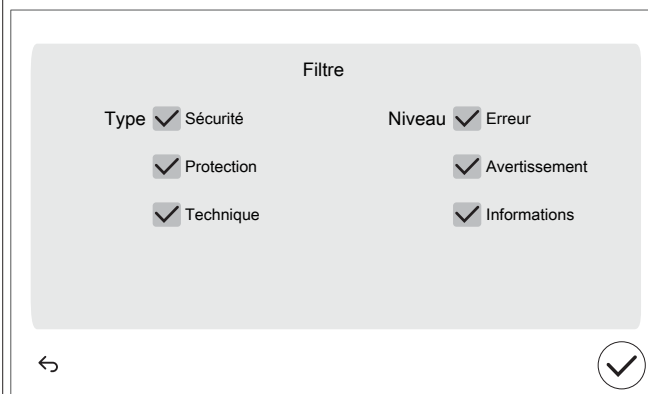 Filtre
Type Sécurité Niveau Erreur
Protection Avertissement
Technique Informations